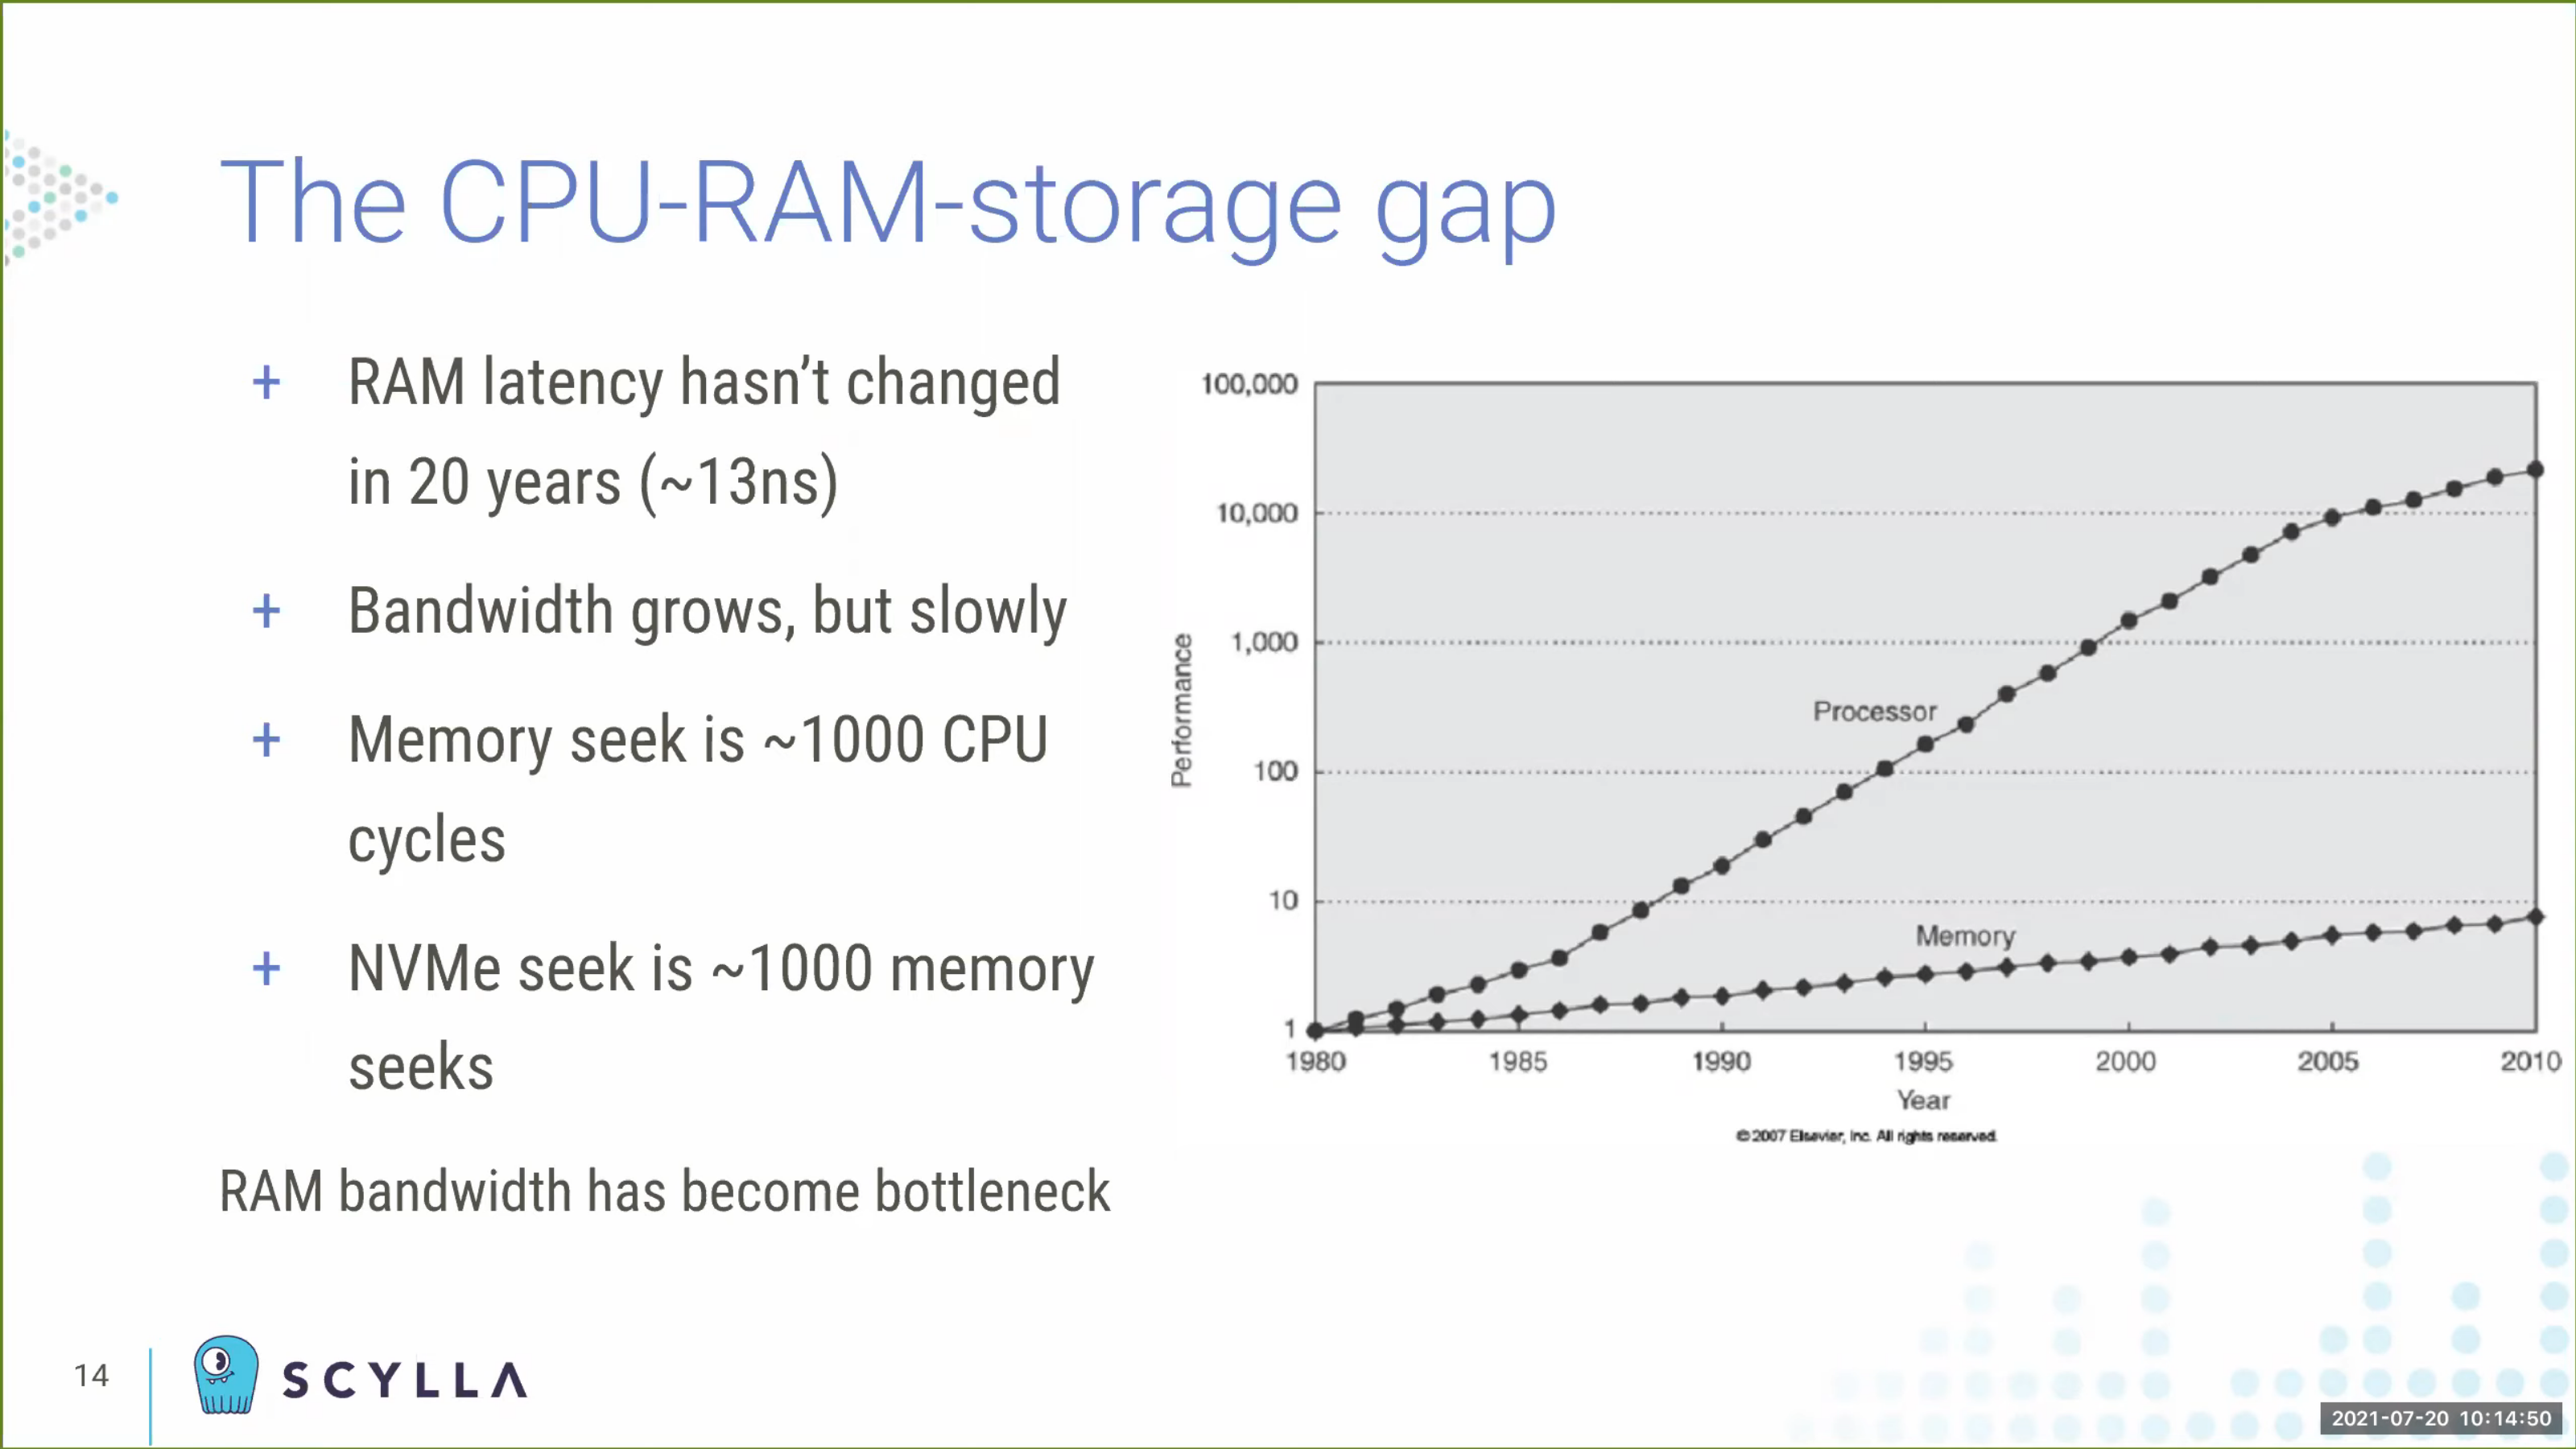 The CPU-RAM-storage gap
+ RAM latency hasn’t changed
in 20 years (~13ns)
+ Bandwidth grows, but slowly
+ Memory seek is ~1000 CPU
cycles
+ NVMe seek is ~1000 memory
seeks
RAM bandwidth has become bottleneck
100,000
10,000
1,000
100
10
1
Performance
Processor
Memory
1980 1985 1990 1995 2000 2005 2010
Year
© 2007 Elsevier, Inc. All rights reserved.
14
SCYLLA
2021-07-20 10:14:50